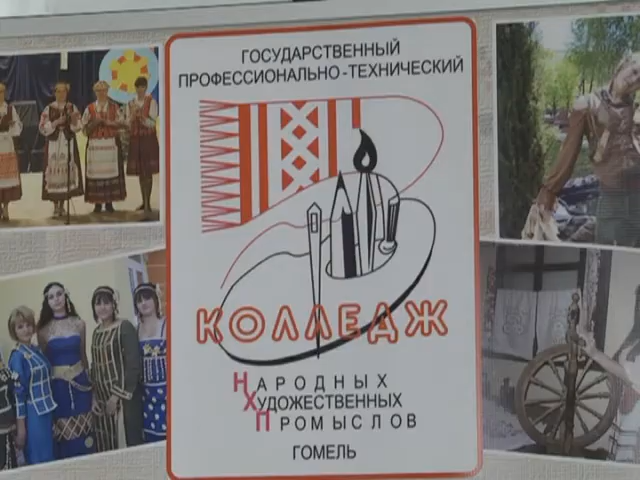 ГОСУДАРСТВЕННЫЙ
ПРОФЕССИОНАЛЬНО-ТЕХНИЧЕСКИЙ
КОЛЛЕДЖ
НАРОДНЫХ
ХУДОЖЕСТВЕННЫХ
ПРОМЫСЛОВ
ГОМЕЛЬ